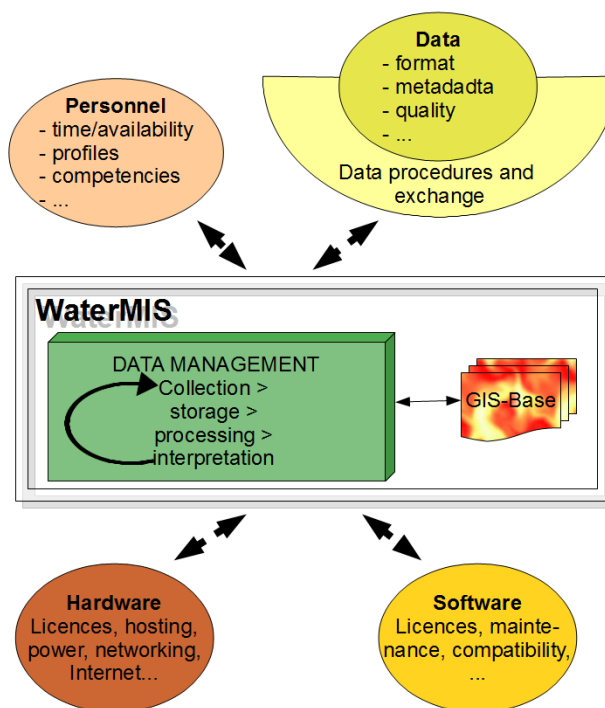 Data
- format
- metadadta
- quality
- ...
Data procedures and
exchange
Personnel
- time/availability
- profiles
- competencies
- ...
WaterMIS
DATA MANAGEMENT
Collection >
storage >
processing >
interpretation
GIS-Base
Hardware
Licences, hosting,
power, networking,
Internet...
Software
Licences, mainte-
nance, compatibility,
...